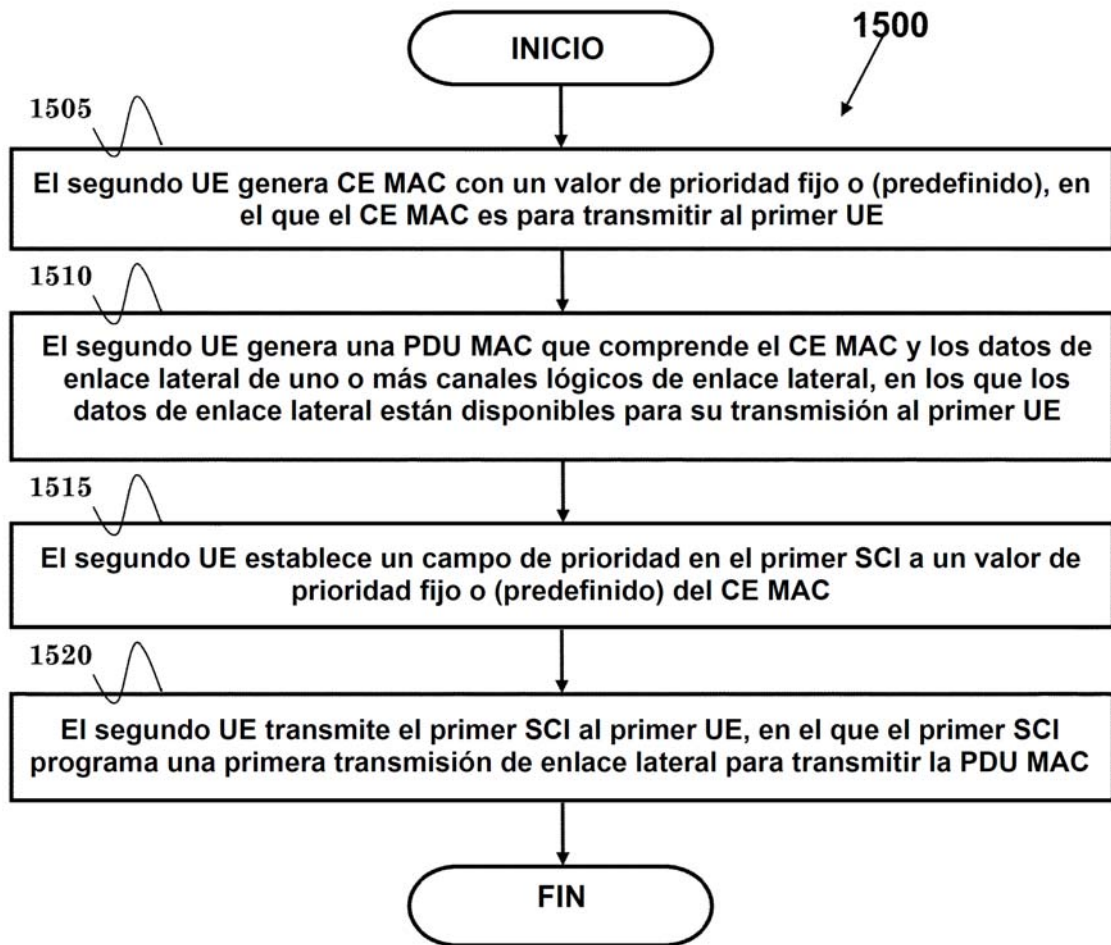 1500
INICIO
1505
El segundo UE genera CE MAC con un valor de prioridad fijo o (predefinido), en
el que el CE MAC es para transmitir al primer UE
1510
El segundo UE genera una PDU MAC que comprende el CE MAC y los datos de
enlace lateral de uno o más canales lógicos de enlace lateral, en los que los
datos de enlace lateral están disponibles para su transmisión al primer UE
1515
El segundo UE establece un campo de prioridad en el primer SCI a un valor de
prioridad fijo o (predefinido) del CE MAC
1520
El segundo UE transmite el primer SCI al primer UE, en el que el primer SCI
programa una primera transmisión de enlace lateral para transmitir la PDU MAC
FIN